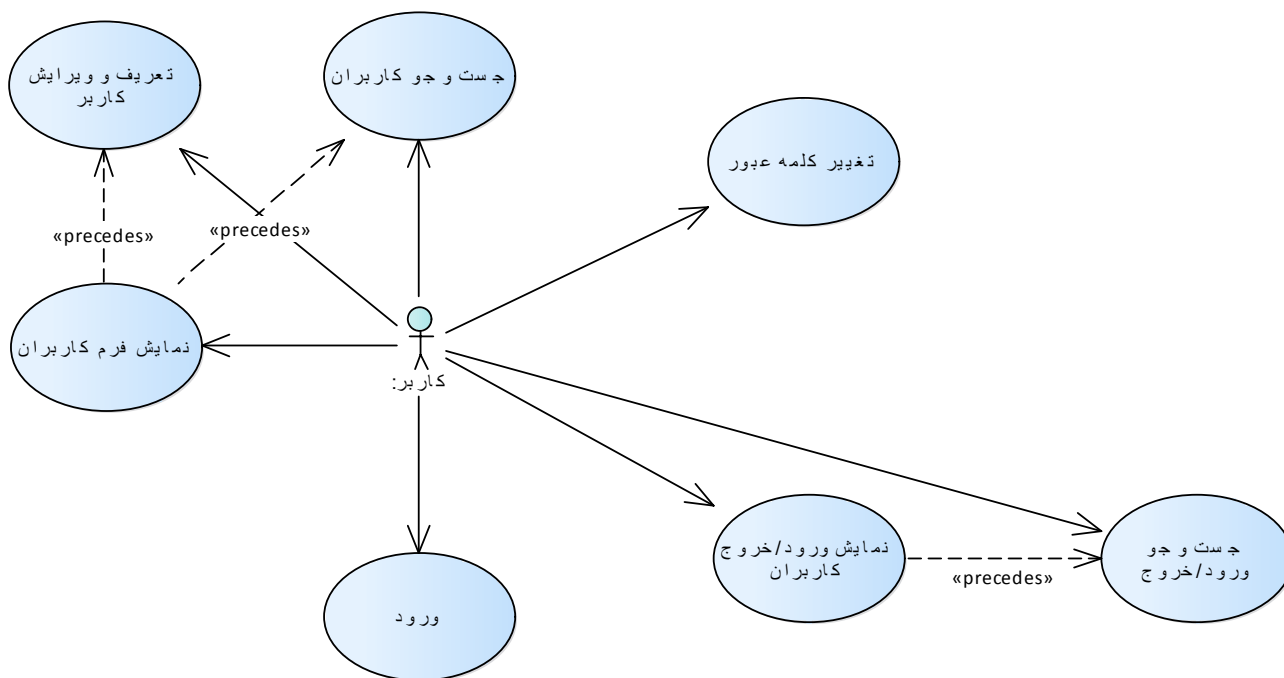 تعریف و ویرایش
کاربر
جست و جو کاربران
تغییر کلمه عبور
«precedes»
«precedes»
نمایش فرم کاربران
کاربر:
نمایش ورود/خروج
کاربران
«precedes»
جست و جو
ورود/خروج
ورود